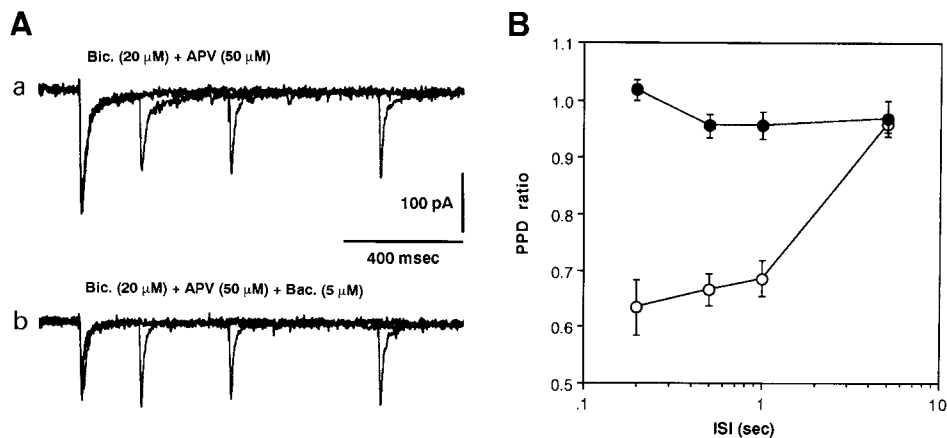 A
Bic. (20 µM) + APV (50 µM)
a
100 pA
400 msec
Bic. (20 µM) + APV (50 µM) + Bac. (5 µM)
b
B
1.1
1.0
0.9
0.8
0.7
0.6
0.5
PPD ratio
.1
1
10
ISI (sec)